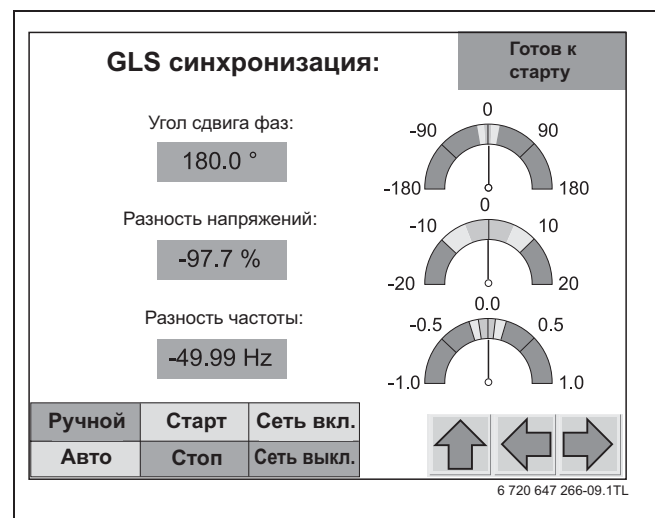 GLS синхронизация:
Готов к
старту
Угол сдвига фаз:
180.0 °
-90 0 90
-180 180
Разность напряжений:
-97.7 %
-10 0 10
-20 20
Разность частоты:
-49.99 Hz
-0.5 0.0 0.5
-1.0 1.0
Ручной Старт Сеть вкл.
Авто Стоп Сеть выкл.
6 720 647 266-09.1TL